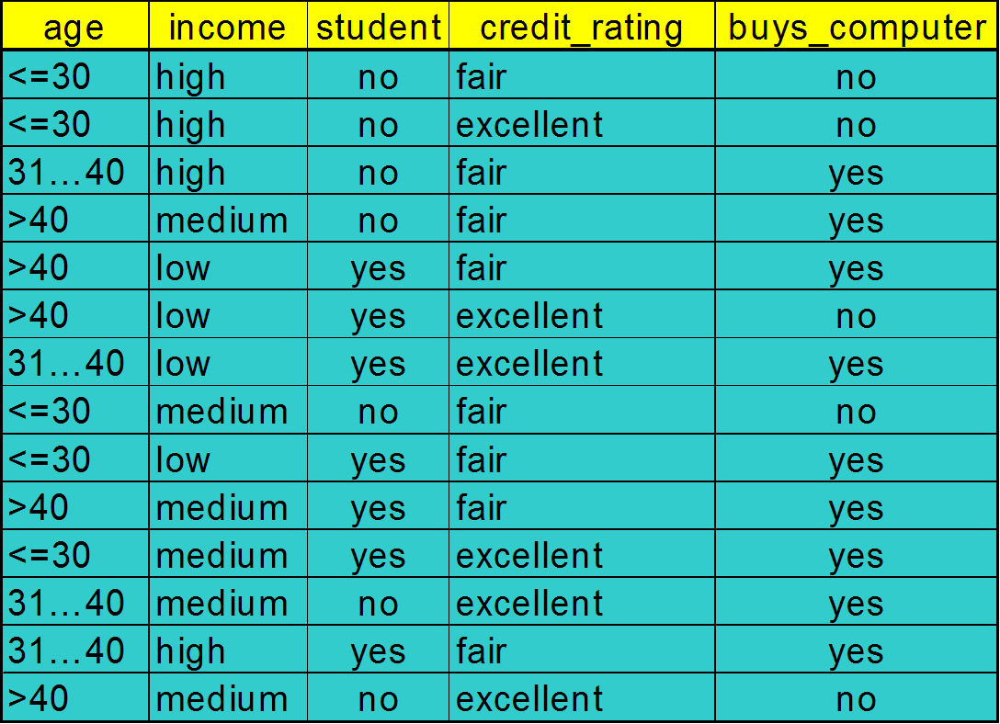 age income student credit_rating buys_computer
<=30 high no fair no
<=30 high no excellent no
31…40 high no fair yes
>40 medium no fair yes
>40 low yes fair yes
>40 low yes excellent no
31…40 low yes excellent yes
<=30 medium no fair no
<=30 low yes fair yes
>40 medium yes fair yes
<=30 medium yes excellent yes
31…40 medium no excellent yes
31…40 high yes fair yes
>40 medium no excellent no